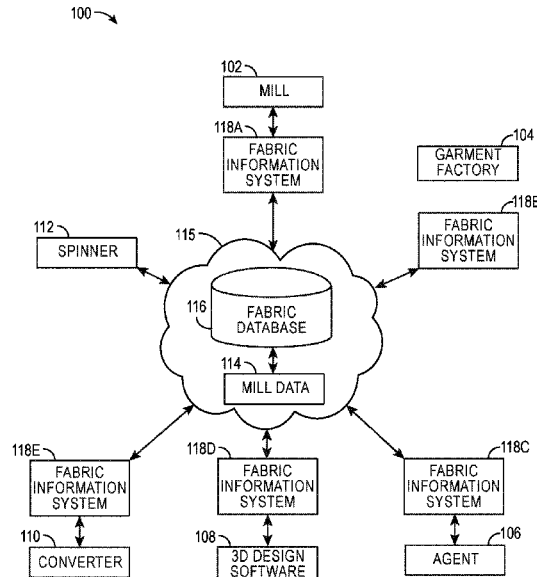 100
102
MILL
118A
FABRIC
INFORMATION
SYSTEM
104
GARMENT
FACTORY
118B
FABRIC
INFORMATION
SYSTEM
112
SPINNER
115
116
FABRIC
DATABASE
114
MILL DATA
118E
FABRIC
INFORMATION
SYSTEM
118D
FABRIC
INFORMATION
SYSTEM
118C
FABRIC
INFORMATION
SYSTEM
110
CONVERTER
108
3D DESIGN
SOFTWARE
106
AGENT